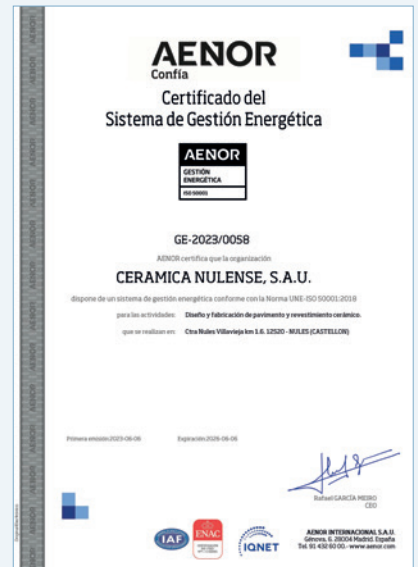 AENOR
Confía
Certificado del
Sistema de Gestión Energética
AENOR
GESTIÓN
ENERGÉTICA
ISO 50001
GE-2023/0058
AENOR certifica que la organización
CERAMICA NULENSE, S.A.U.
dispone de un sistema de gestión energética conforme con la Norma UNE-ISO 50001:2018
para las actividades: Diseño y fabricación de pavimento y revestimiento cerámico.
que se realizan en: Ctra Nules Villavieja km 1.6. 12520 - NULES (CASTELLON)
Primera emisión 2023-06-06 Expiración 2026-06-06
Rafael GARCÍA MEIRO
CEO
IAF
ENAC
IQNET
AENOR INTERNACIONAL S.A.U.
Génova, 6. 28004 Madrid. España
Tel. 91 432 60 00.- www.aenor.com